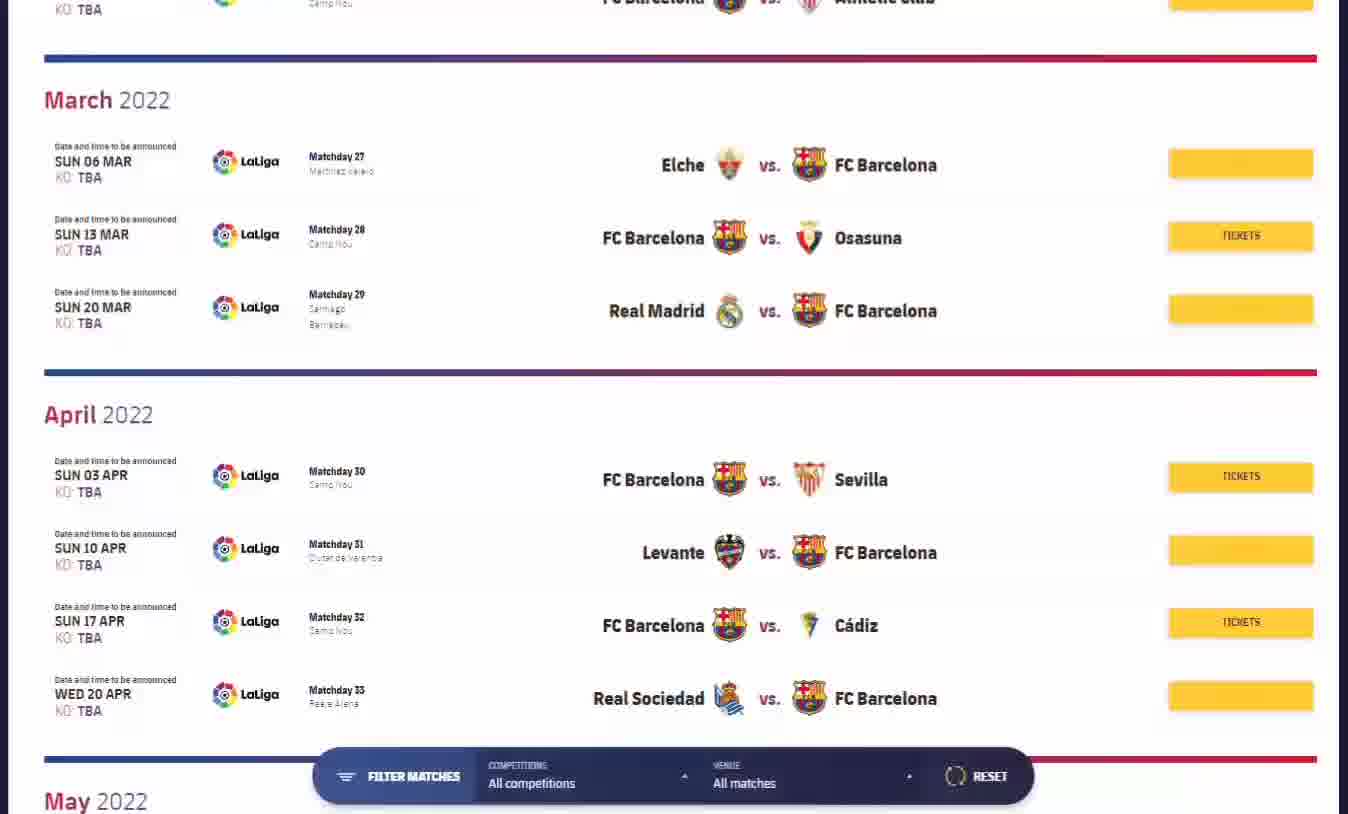 KO: TBA
Camp Nou
FC Barcelona
Athletic Club
March 2022
Date and time to be announced
SUN 06 MAR
KO: TBA
LaLiga
Matchday 27
Martínez Valero
Elche vs. FC Barcelona
Date and time to be announced
SUN 13 MAR
KO: TBA
LaLiga
Matchday 28
Camp Nou
FC Barcelona vs. Osasuna
TICKETS
Date and time to be announced
SUN 20 MAR
KO: TBA
LaLiga
Matchday 29
Santiago
Bernabéu
Real Madrid vs. FC Barcelona
April 2022
Date and time to be announced
SUN 03 APR
KO: TBA
LaLiga
Matchday 30
Camp Nou
FC Barcelona vs. Sevilla
TICKETS
Date and time to be announced
SUN 10 APR
KO: TBA
LaLiga
Matchday 31
Ciutat de Valencia
Levante vs. FC Barcelona
Date and time to be announced
SUN 17 APR
KO: TBA
LaLiga
Matchday 32
Camp Nou
FC Barcelona vs. Cádiz
TICKETS
Date and time to be announced
WED 20 APR
KO: TBA
LaLiga
Matchday 33
Reale Arena
Real Sociedad vs. FC Barcelona
FILTER MATCHES
COMPETITIONS
All competitions
VENUE
All matches
RESET
May 2022